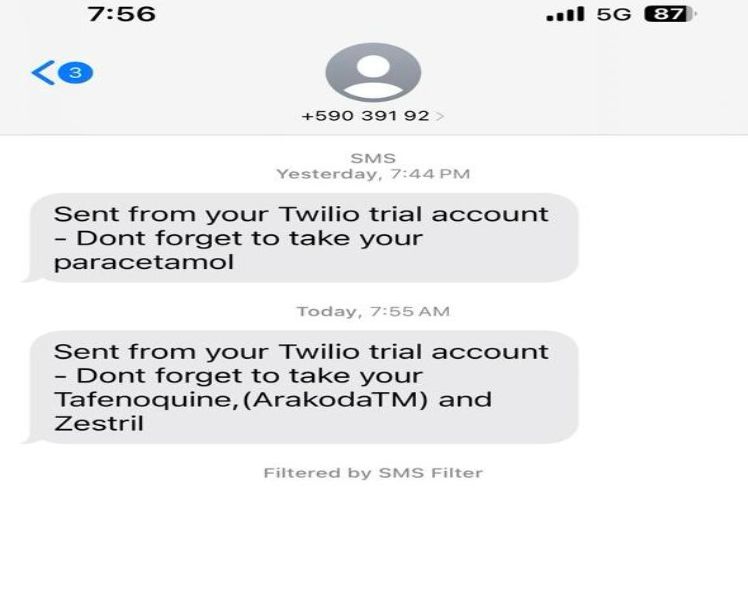 7:56
5G 87
3
+590 391 92 >
SMS
Yesterday, 7:44 PM
Sent from your Twilio trial account
- Dont forget to take your
paracetamol
Today, 7:55 AM
Sent from your Twilio trial account
- Dont forget to take your
Tafenoquine,(ArakodaTM) and
Zestril
Filtered by SMS Filter